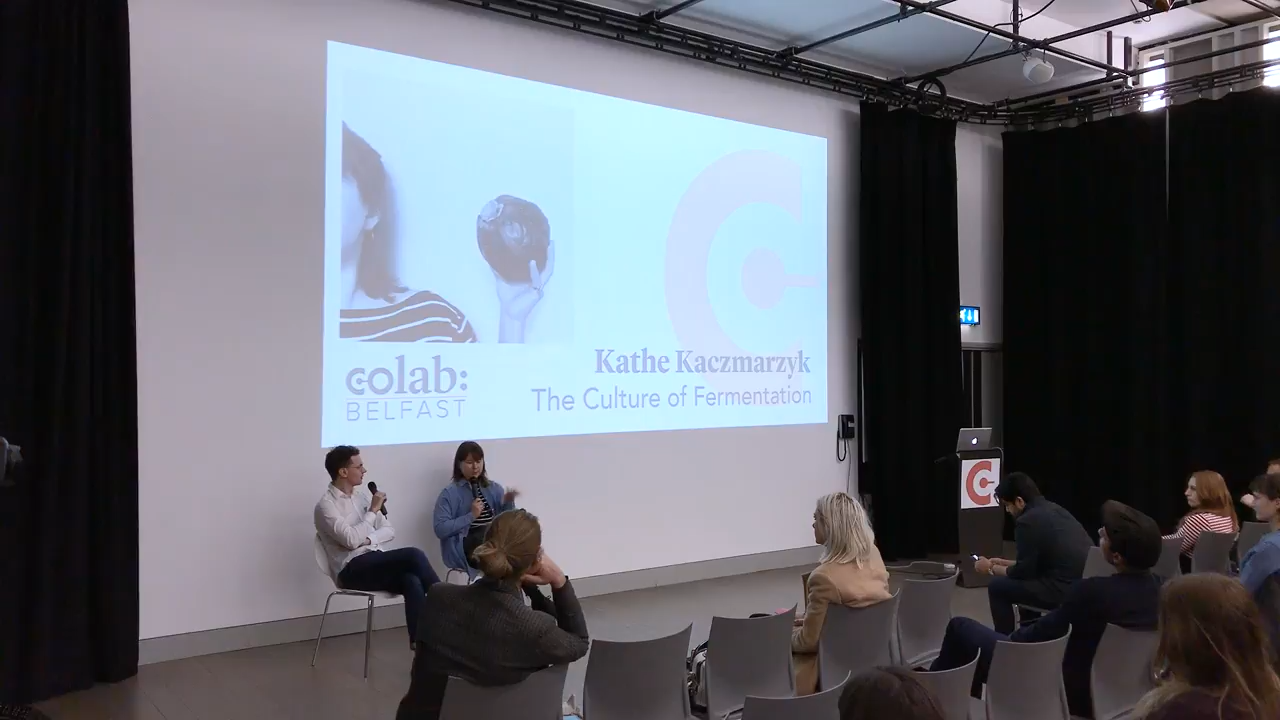 colab:
BELFAST
Kathe Kaczmarzyk
The Culture of Fermentation